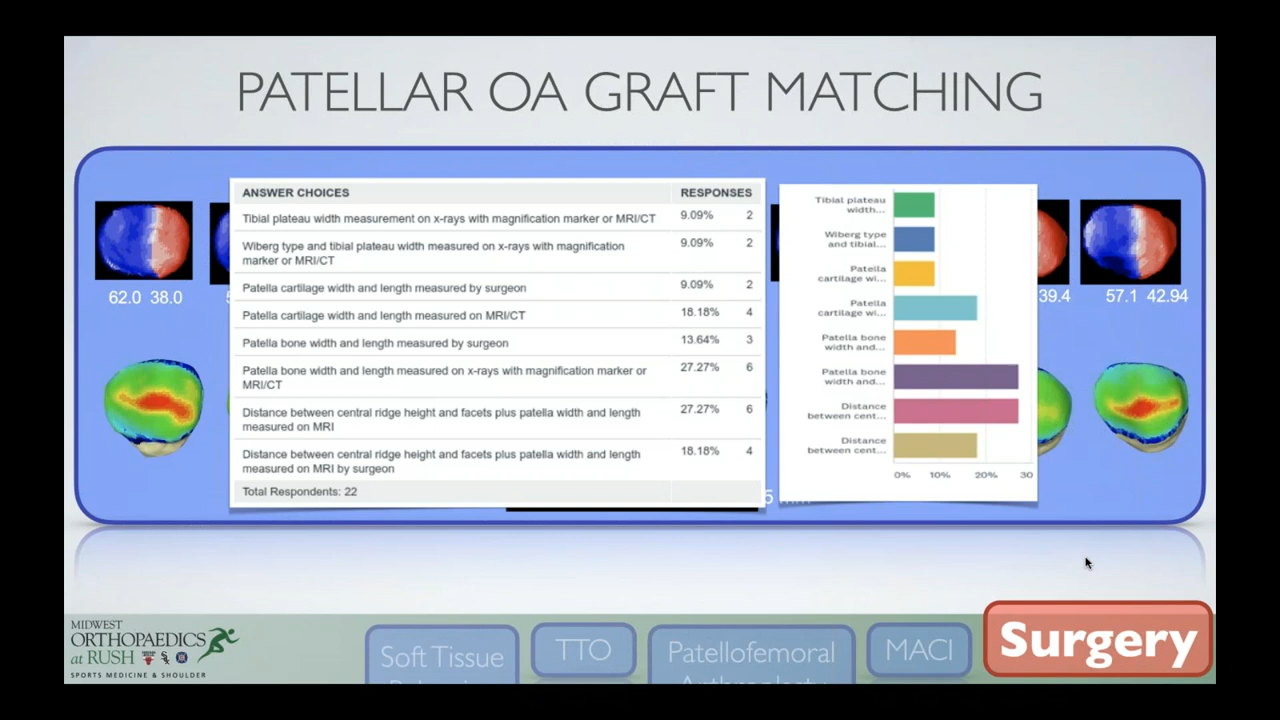 PATELLAR OA GRAFT MATCHING
ANSWER CHOICES RESPONSES
Tibial plateau width measurement on x-rays with magnification marker or MRI/CT 9.09% 2
Wiberg type and tibial plateau width measured on x-rays with magnification 9.09% 2
marker or MRI/CT
Patella cartilage width and length measured by surgeon 9.09% 2
Patella cartilage width and length measured on MRI/CT 18.18% 4
Patella bone width and length measured by surgeon 13.64% 3
Patella bone width and length measured on x-rays with magnification marker or 27.27% 6
MRI/CT
Distance between central ridge height and facets plus patella width and length 27.27% 6
measured on MRI
Distance between central ridge height and facets plus patella width and length 18.18% 4
measured on MRI by surgeon
Total Respondents: 22
Tibial plateau
width...
Wiberg type
and tibial...
Patella
cartilage wi...
Patella
cartilage wi...
Patella bone
width and...
Patella bone
width and...
Distance
between cent...
Distance
between cent...
0% 10% 20% 30
62.0 38.0
39.4
57.1 42.94
MIDWEST
ORTHOPAEDICS
at RUSH
SPORTS MEDICINE & SHOULDER
Soft Tissue
TTO
Patellofemoral
Arthroplasty
MACI
Surgery